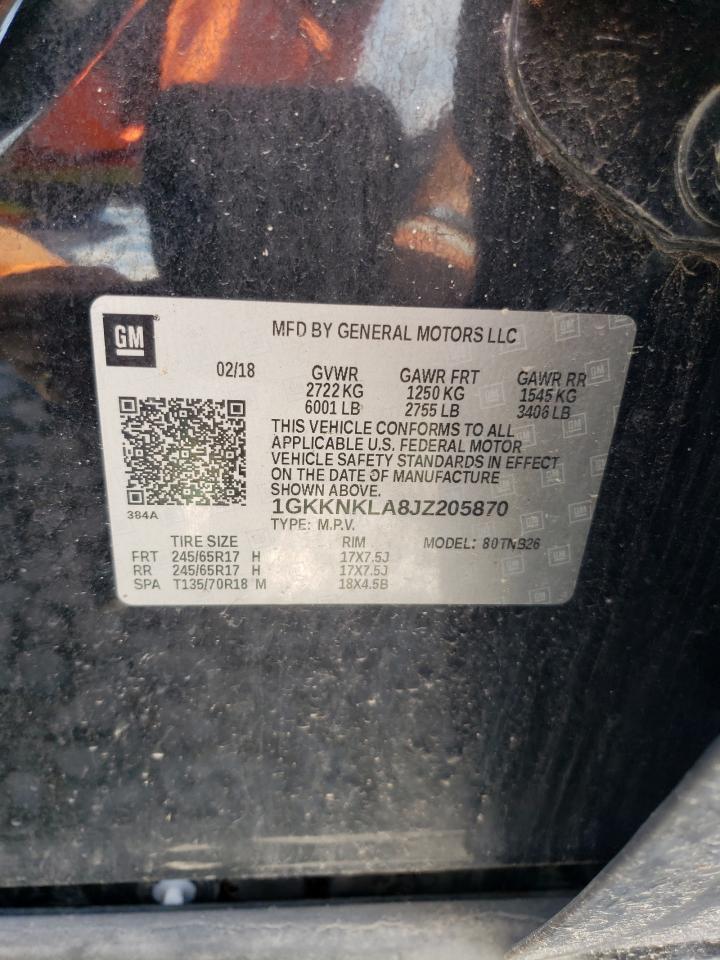 GM
MFD BY GENERAL MOTORS LLC
02/18 GVWR GAWR FRT GAWR RR
2722 KG 1250 KG 1545 KG
6001 LB 2755 LB 3406 LB
THIS VEHICLE CONFORMS TO ALL
APPLICABLE U.S. FEDERAL MOTOR
VEHICLE SAFETY STANDARDS IN EFFECT
ON THE DATE OF MANUFACTURE
SHOWN ABOVE.
384A
1GKKNKLA8JZ205870
TYPE: M.P.V. MODEL: 80TNB26
TIRE SIZE RIM
FRT 245/65R17 H 17X7.5J
RR 245/65R17 H 17X7.5J
SPA T135/70R18 M 18X4.5B